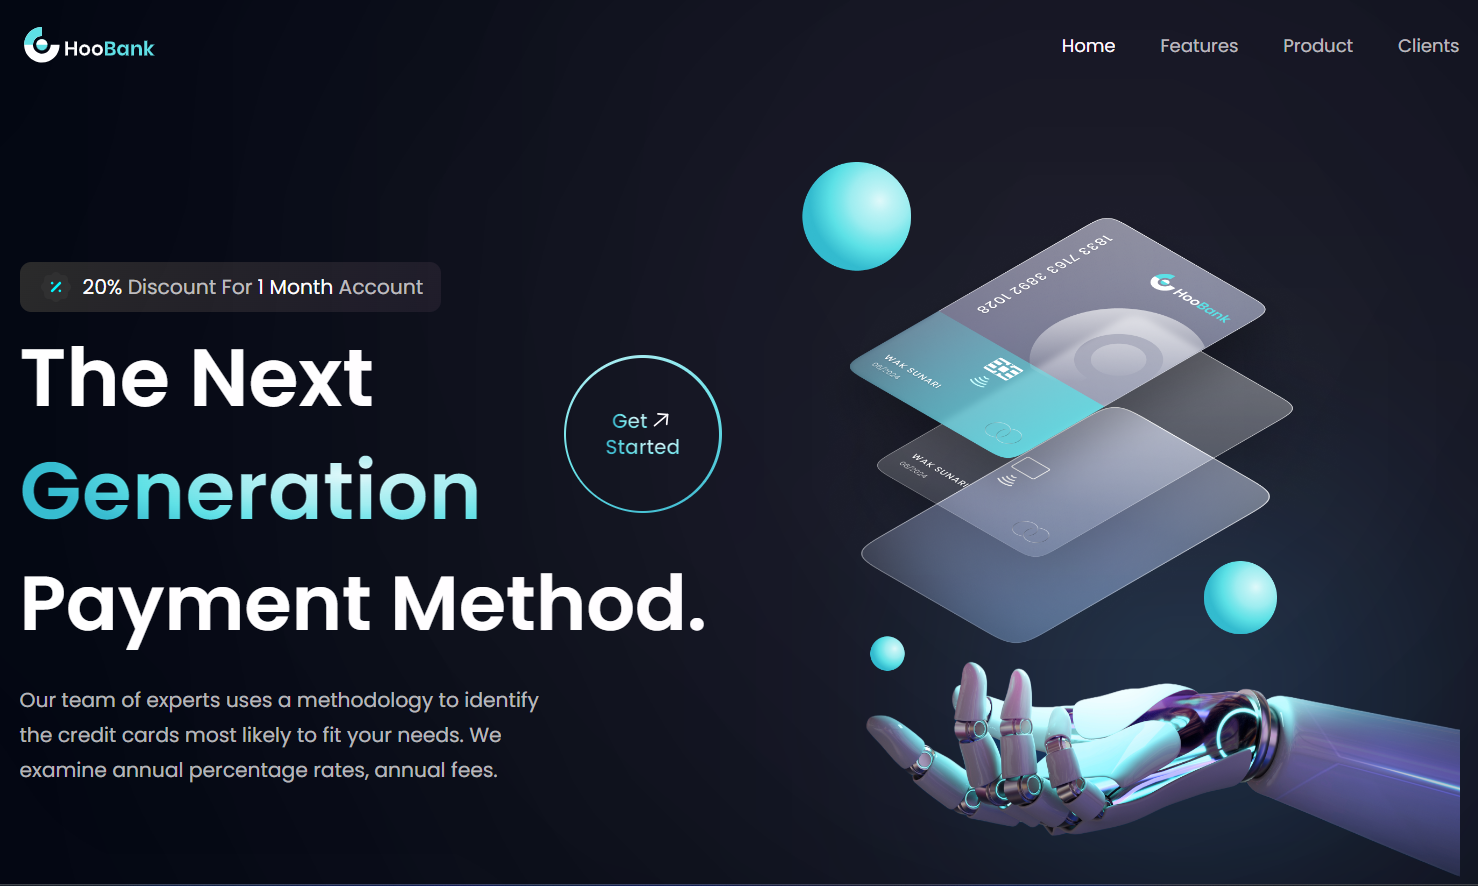 HooBank
Home Features Product Clients
20% Discount For 1 Month Account
The Next
Generation
Payment Method.
Get
Started
Our team of experts uses a methodology to identify
the credit cards most likely to fit your needs. We
examine annual percentage rates, annual fees.
1833 7163 3892 1028
HooBank
WAK SUNARI
06/2024
WAK SUNARI
06/2024